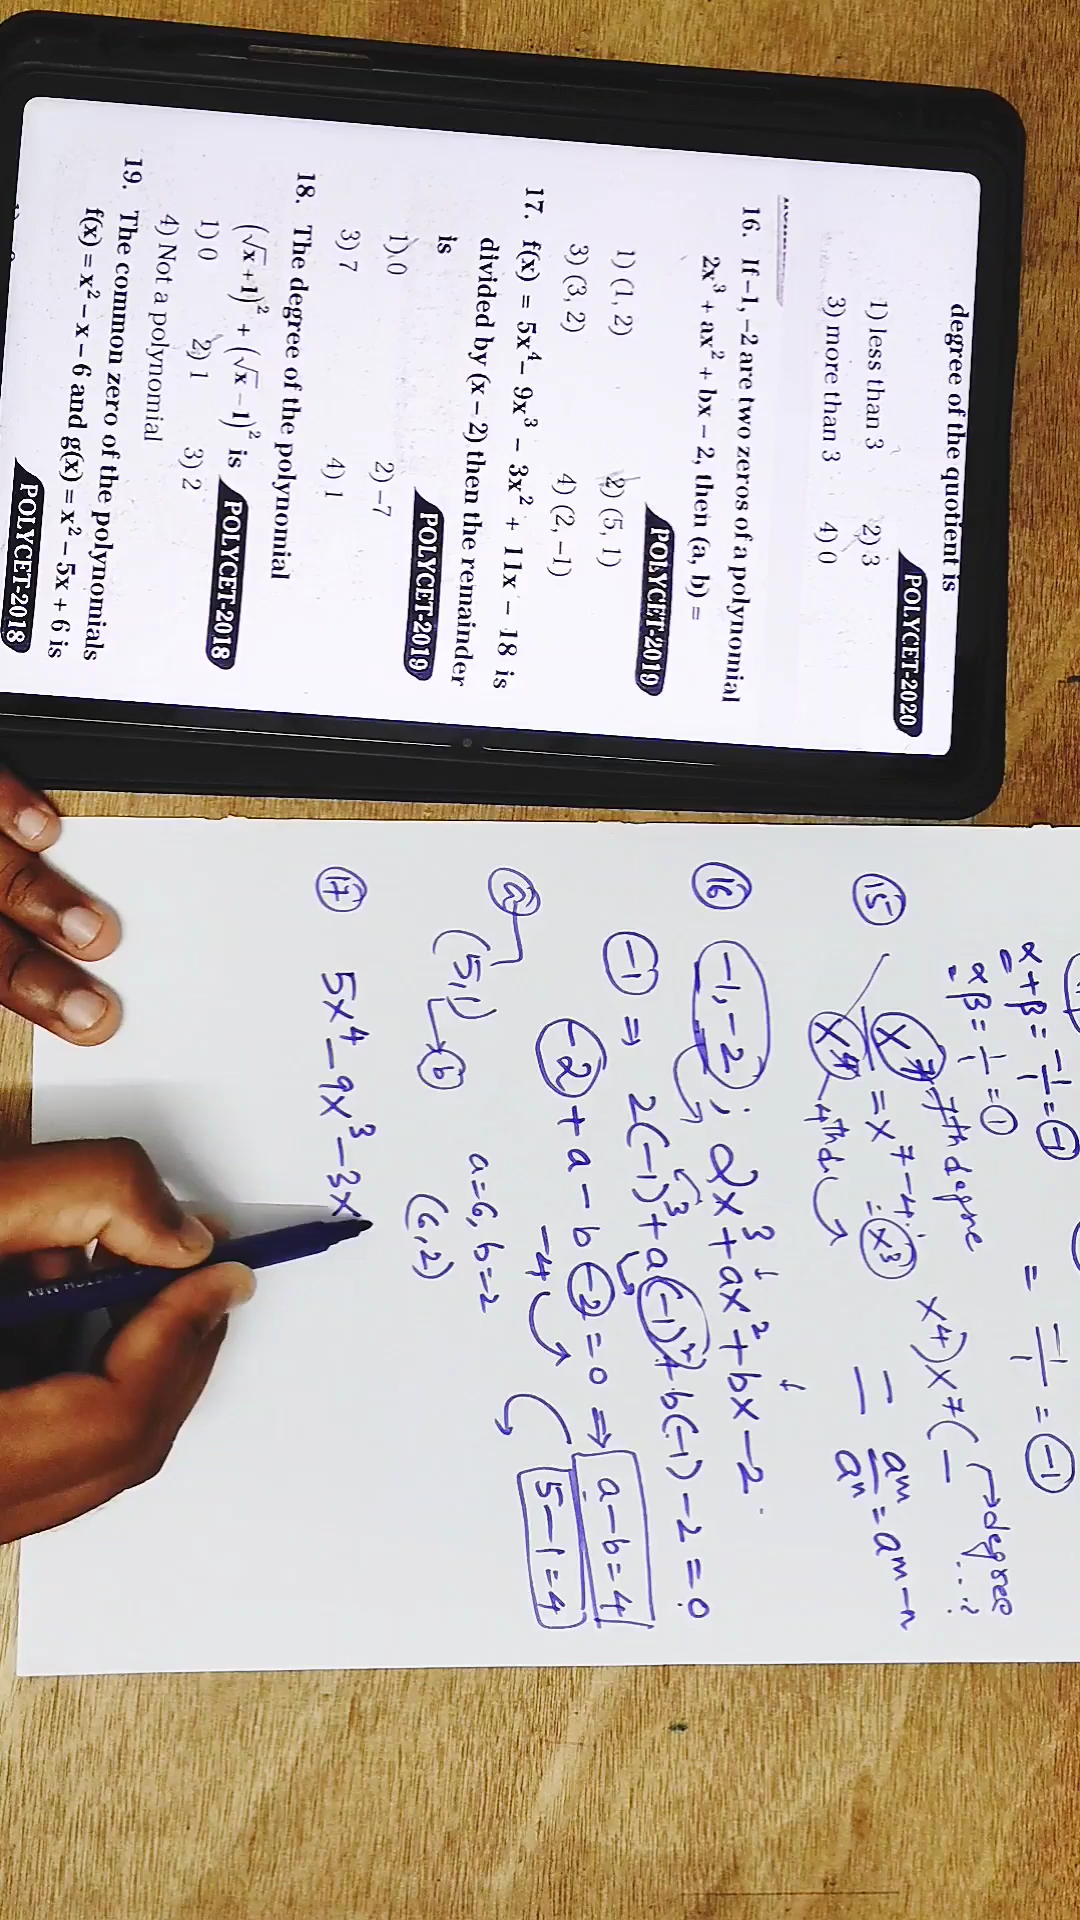 degree of the quotient is
POLYCET-2020
1) less than 3 2) 3
3) more than 3 4) 0
16. If –1, –2 are two zeros of a polynomial
2x³ + ax² + bx – 2, then (a, b) =
POLYCET-2019
1) (1, 2) 2) (5, 1)
3) (3, 2) 4) (2, –1)
17. f(x) = 5x⁴ – 9x³ – 3x² + 11x – 18 is
divided by (x – 2) then the remainder
is
POLYCET-2019
1) 0 2) –7
3) 7 4) 1
18. The degree of the polynomial
(√x + 1)² + (√x – 1)² is
POLYCET-2018
1) 0 2) 1 3) 2
4) Not a polynomial
19. The common zero of the polynomials
f(x) = x² – x – 6 and g(x) = x² – 5x + 6 is
POLYCET-2018
α + β = -1/1 = -1
αβ = 1/1 = 1
= -1/1 = -1
15 x⁷/x⁴ = x⁷⁻⁴ = x³
7th degree
x⁴) x⁷ ( –
degree ...?
aᵐ/aⁿ = aᵐ⁻ⁿ
16 -1, -2 ; 2x³ + ax² + bx - 2
-1 ⇒ 2(-1)³ + a(-1)² + b(-1) - 2 = 0
-2 + a - b - 2 = 0 ⇒ a - b = 4
-4
5 - 1 = 4
a
(5,1)
b
a=6, b=2
(6,2)
17 5x⁴ - 9x³ - 3x